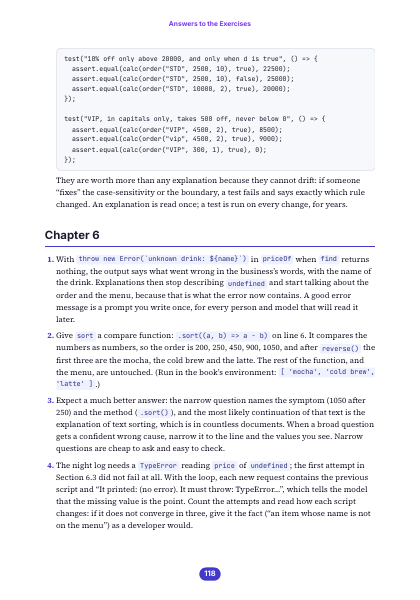 Answers to the Exercises
test("10% off only above 20000, and only when d is true", () => {
assert.equal(calc(order("STD", 2500, 10), true), 22500);
assert.equal(calc(order("STD", 2500, 10), false), 25000);
assert.equal(calc(order("STD", 10000, 2), true), 20000);
});
test("VIP, in capitals only, takes 500 off, never below 0", () => {
assert.equal(calc(order("VIP", 4500, 2), true), 8500);
assert.equal(calc(order("vip", 4500, 2), true), 9000);
assert.equal(calc(order("VIP", 300, 1), true), 0);
});
They are worth more than any explanation because they cannot drift: if someone
“fixes” the case-sensitivity or the boundary, a test fails and says exactly which rule
changed. An explanation is read once; a test is run on every change, for years.
Chapter 6
1. With throw new Error(`unknown drink: ${name}`) in priceOf when find returns
nothing, the output says what went wrong in the business’s words, with the name of
the drink. Explanations then stop describing undefined and start talking about the
order and the menu, because that is what the error now contains. A good error
message is a prompt you write once, for every person and model that will read it
later.
2. Give sort a compare function: .sort((a, b) => a - b) on line 6. It compares the
numbers as numbers, so the order is 200, 250, 450, 900, 1050, and after reverse() the
first three are the mocha, the cold brew and the latte. The rest of the function, and
the menu, are untouched. (Run in the book’s environment: [ 'mocha', 'cold brew',
'latte' ].)
3. Expect a much better answer: the narrow question names the symptom (1050 after
250) and the method (.sort()), and the most likely continuation of that text is the
explanation of text sorting, which is in countless documents. When a broad question
gets a confident wrong cause, narrow it to the line and the values you see. Narrow
questions are cheap to ask and easy to check.
4. The night log needs a TypeError reading price of undefined; the first attempt in
Section 6.3 did not fail at all. With the loop, each new request contains the previous
script and “It printed: (no error). It must throw: TypeError...”, which tells the model
that the missing value is the point. Count the attempts and read how each script
changes: if it does not converge in three, give it the fact (“an item whose name is not
on the menu”) as a developer would.
118